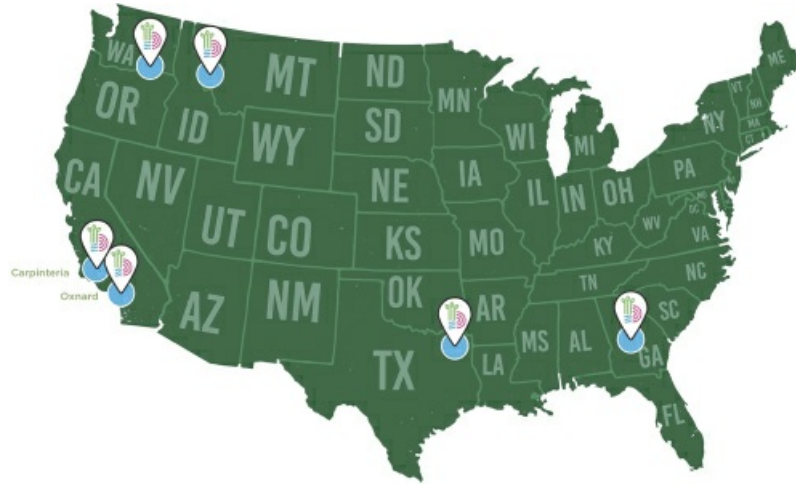 WA
MT
ND
MN
ME
VT
NH
MA
CT
NY
OR
ID
SD
WI
MI
WY
PA
CA
NV
NE
IA
IL
IN
OH
UT
CO
DC
WV
VA
KS
MO
KY
Carpinteria
Oxnard
NC
TN
OK
AR
SC
AZ
NM
MS
AL
GA
TX
LA
FL